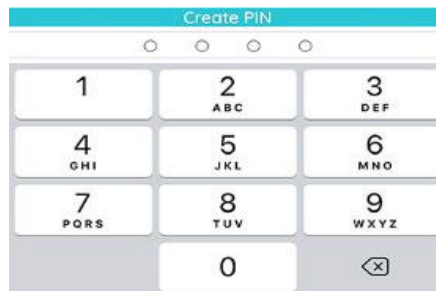 Create PIN
1 2 3
ABC DEF
4 5 6
GHI JKL MNO
7 8 9
PQRS TUV WXYZ
0